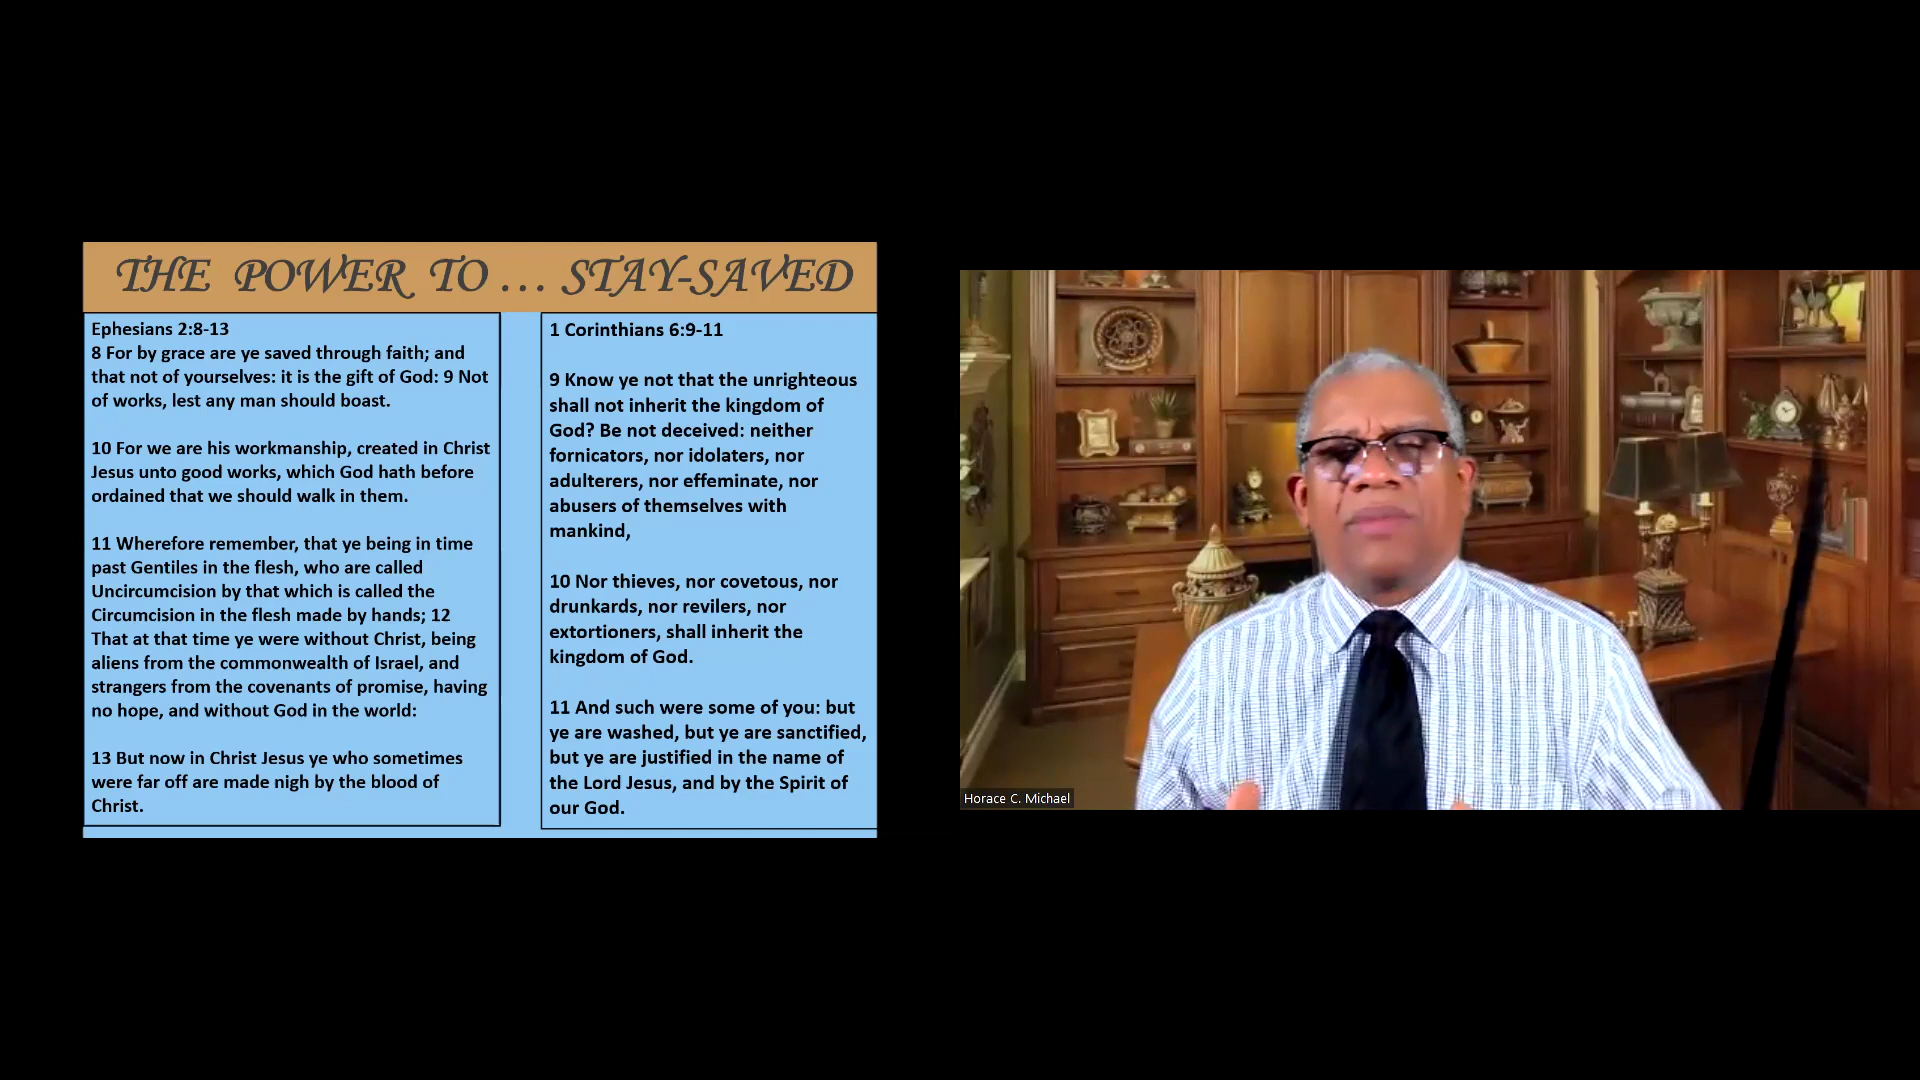 THE POWER TO ... STAY-SAVED
Ephesians 2:8-13
8 For by grace are ye saved through faith; and
that not of yourselves: it is the gift of God: 9 Not
of works, lest any man should boast.
10 For we are his workmanship, created in Christ
Jesus unto good works, which God hath before
ordained that we should walk in them.
11 Wherefore remember, that ye being in time
past Gentiles in the flesh, who are called
Uncircumcision by that which is called the
Circumcision in the flesh made by hands; 12
That at that time ye were without Christ, being
aliens from the commonwealth of Israel, and
strangers from the covenants of promise, having
no hope, and without God in the world:
13 But now in Christ Jesus ye who sometimes
were far off are made nigh by the blood of
Christ.
1 Corinthians 6:9-11
9 Know ye not that the unrighteous
shall not inherit the kingdom of
God? Be not deceived: neither
fornicators, nor idolaters, nor
adulterers, nor effeminate, nor
abusers of themselves with
mankind,
10 Nor thieves, nor covetous, nor
drunkards, nor revilers, nor
extortioners, shall inherit the
kingdom of God.
11 And such were some of you: but
ye are washed, but ye are sanctified,
but ye are justified in the name of
the Lord Jesus, and by the Spirit of
our God.
Horace C. Michael